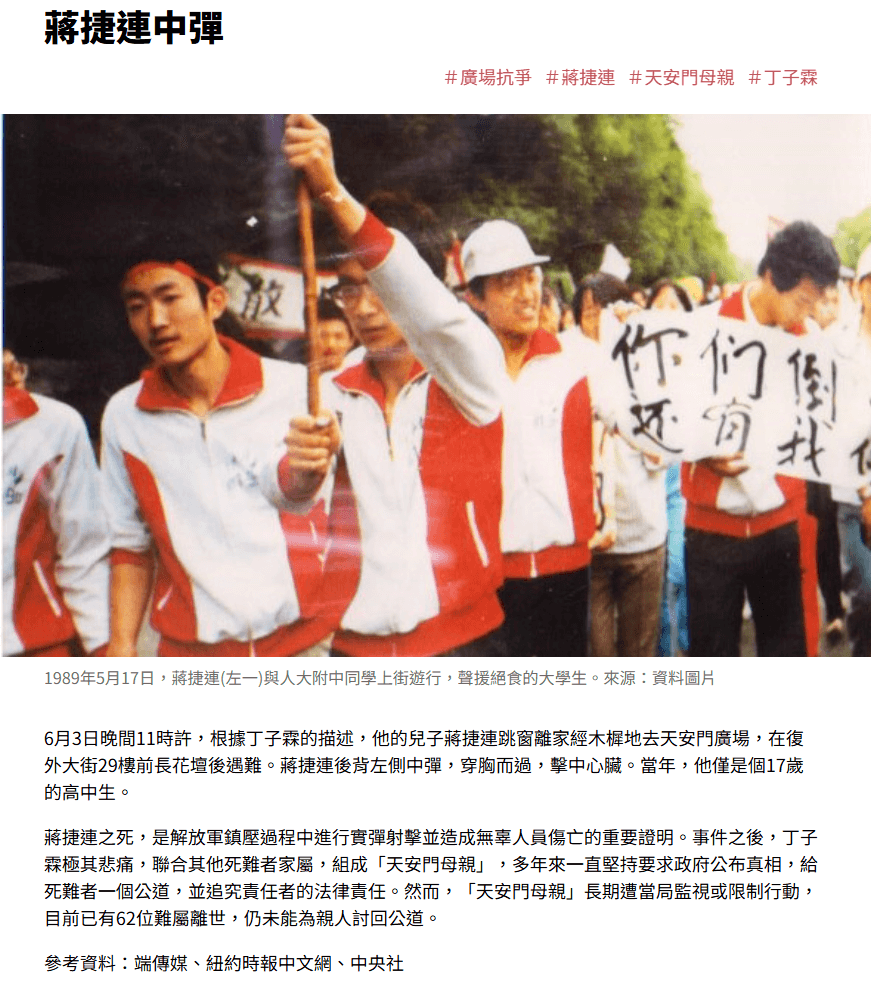 蔣捷連中彈
＃廣場抗爭 ＃蔣捷連 ＃天安門母親 ＃丁子霖
放
你们倒
还有我
1989年5月17日，蔣捷連(左一)與人大附中同學上街遊行，聲援絕食的大學生。來源：資料圖片
6月3日晚間11時許，根據丁子霖的描述，他的兒子蔣捷連跳窗離家經木樨地去天安門廣場，在復
外大街29樓前長花壇後遇難。蔣捷連後背左側中彈，穿胸而過，擊中心臟。當年，他僅是個17歲
的高中生。
蔣捷連之死，是解放軍鎮壓過程中進行實彈射擊並造成無辜人員傷亡的重要證明。事件之後，丁子
霖極其悲痛，聯合其他死難者家屬，組成「天安門母親」，多年來一直堅持要求政府公布真相，給
死難者一個公道，並追究責任者的法律責任。然而，「天安門母親」長期遭當局監視或限制行動，
目前已有62位難屬離世，仍未能為親人討回公道。
參考資料：端傳媒、紐約時報中文網、中央社